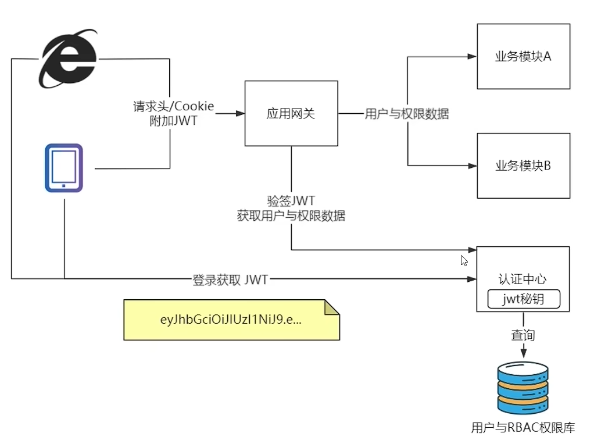 业务模块A
请求头/Cookie
附加JWT
应用网关
用户与权限数据
业务模块B
验签JWT
获取用户与权限数据
登录获取 JWT
认证中心
jwt秘钥
eyJhbGciOiJIUzI1NiJ9.e...
查询
用户与RBAC权限库